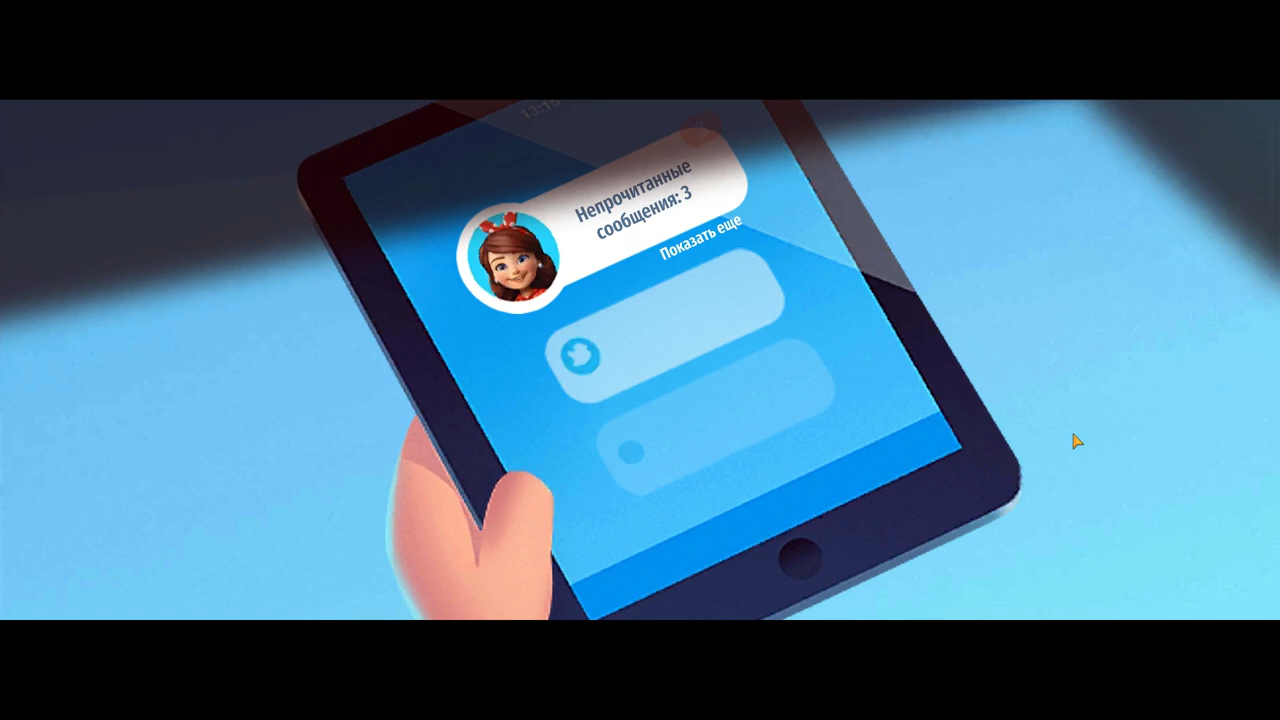 Непрочитанные
сообщения: 3
Показать еще